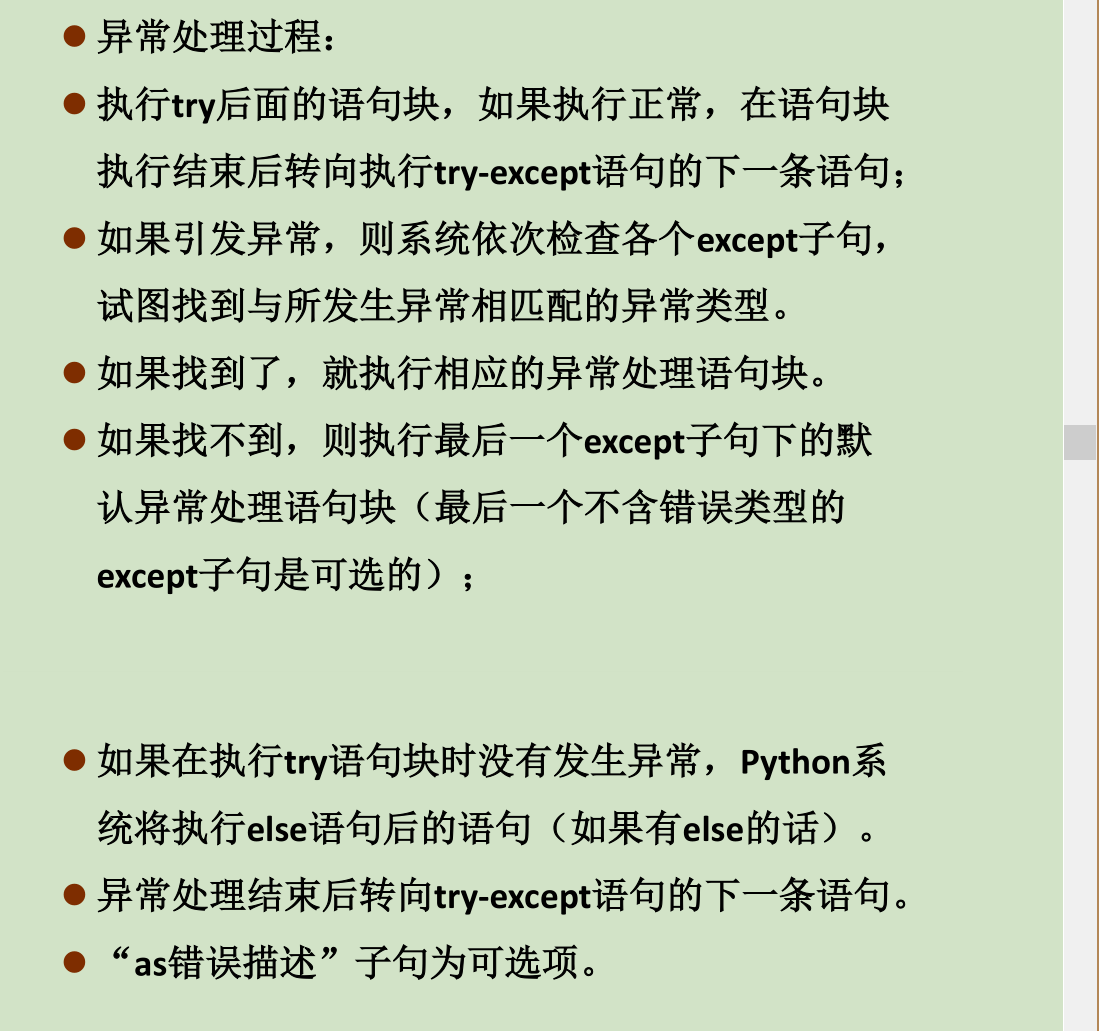 ● 异常处理过程：
● 执行try后面的语句块，如果执行正常，在语句块
执行结束后转向执行try-except语句的下一条语句；
● 如果引发异常，则系统依次检查各个except子句，
试图找到与所发生异常相匹配的异常类型。
● 如果找到了，就执行相应的异常处理语句块。
● 如果找不到，则执行最后一个except子句下的默
认异常处理语句块（最后一个不含错误类型的
except子句是可选的）；
● 如果在执行try语句块时没有发生异常，Python系
统将执行else语句后的语句（如果有else的话）。
● 异常处理结束后转向try-except语句的下一条语句。
● “as错误描述”子句为可选项。